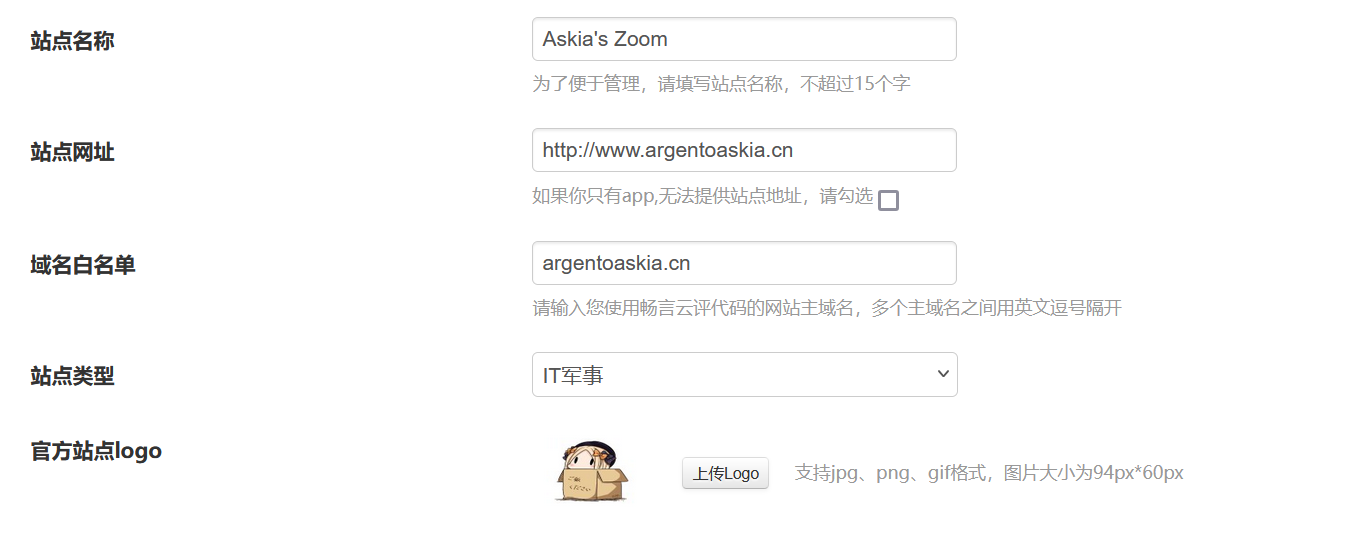 站点名称
Askia's Zoom
为了便于管理，请填写站点名称，不超过15个字
站点网址
http://www.argentoaskia.cn
如果你只有app,无法提供站点地址，请勾选
域名白名单
argentoaskia.cn
请输入您使用畅言云评代码的网站主域名，多个主域名之间用英文逗号隔开
站点类型
IT军事
官方站点logo
上传Logo
支持jpg、png、gif格式，图片大小为94px*60px